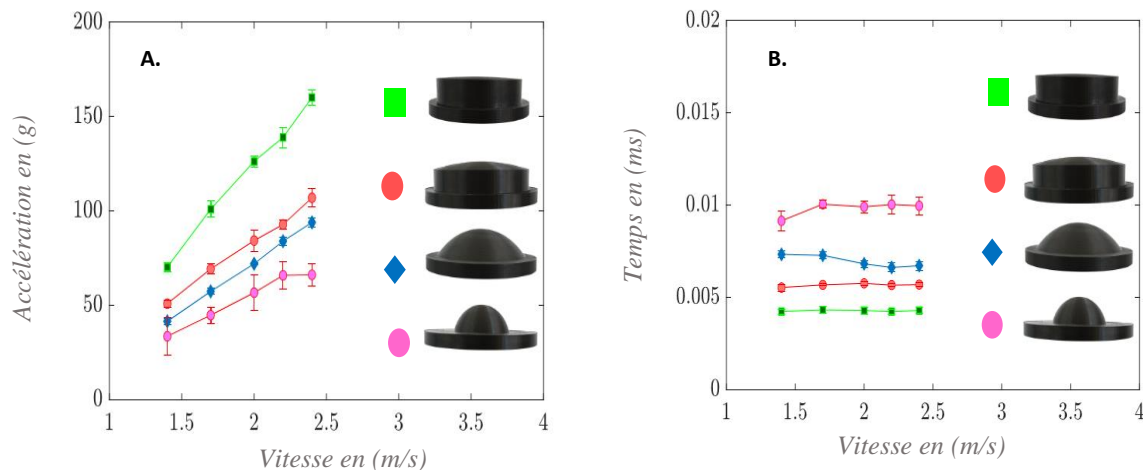 A.
Accélération en (g)
200
150
100
50
0
1 1.5 2 2.5 3 3.5 4
Vitesse en (m/s)
B.
Temps en (ms)
0.02
0.015
0.01
0.005
0
1 1.5 2 2.5 3 3.5 4
Vitesse en (m/s)